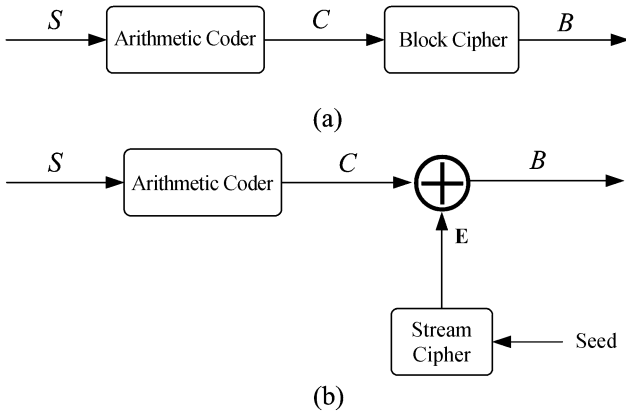 S Arithmetic Coder C Block Cipher B
(a)
S Arithmetic Coder C B
E
Stream
Cipher
Seed
(b)